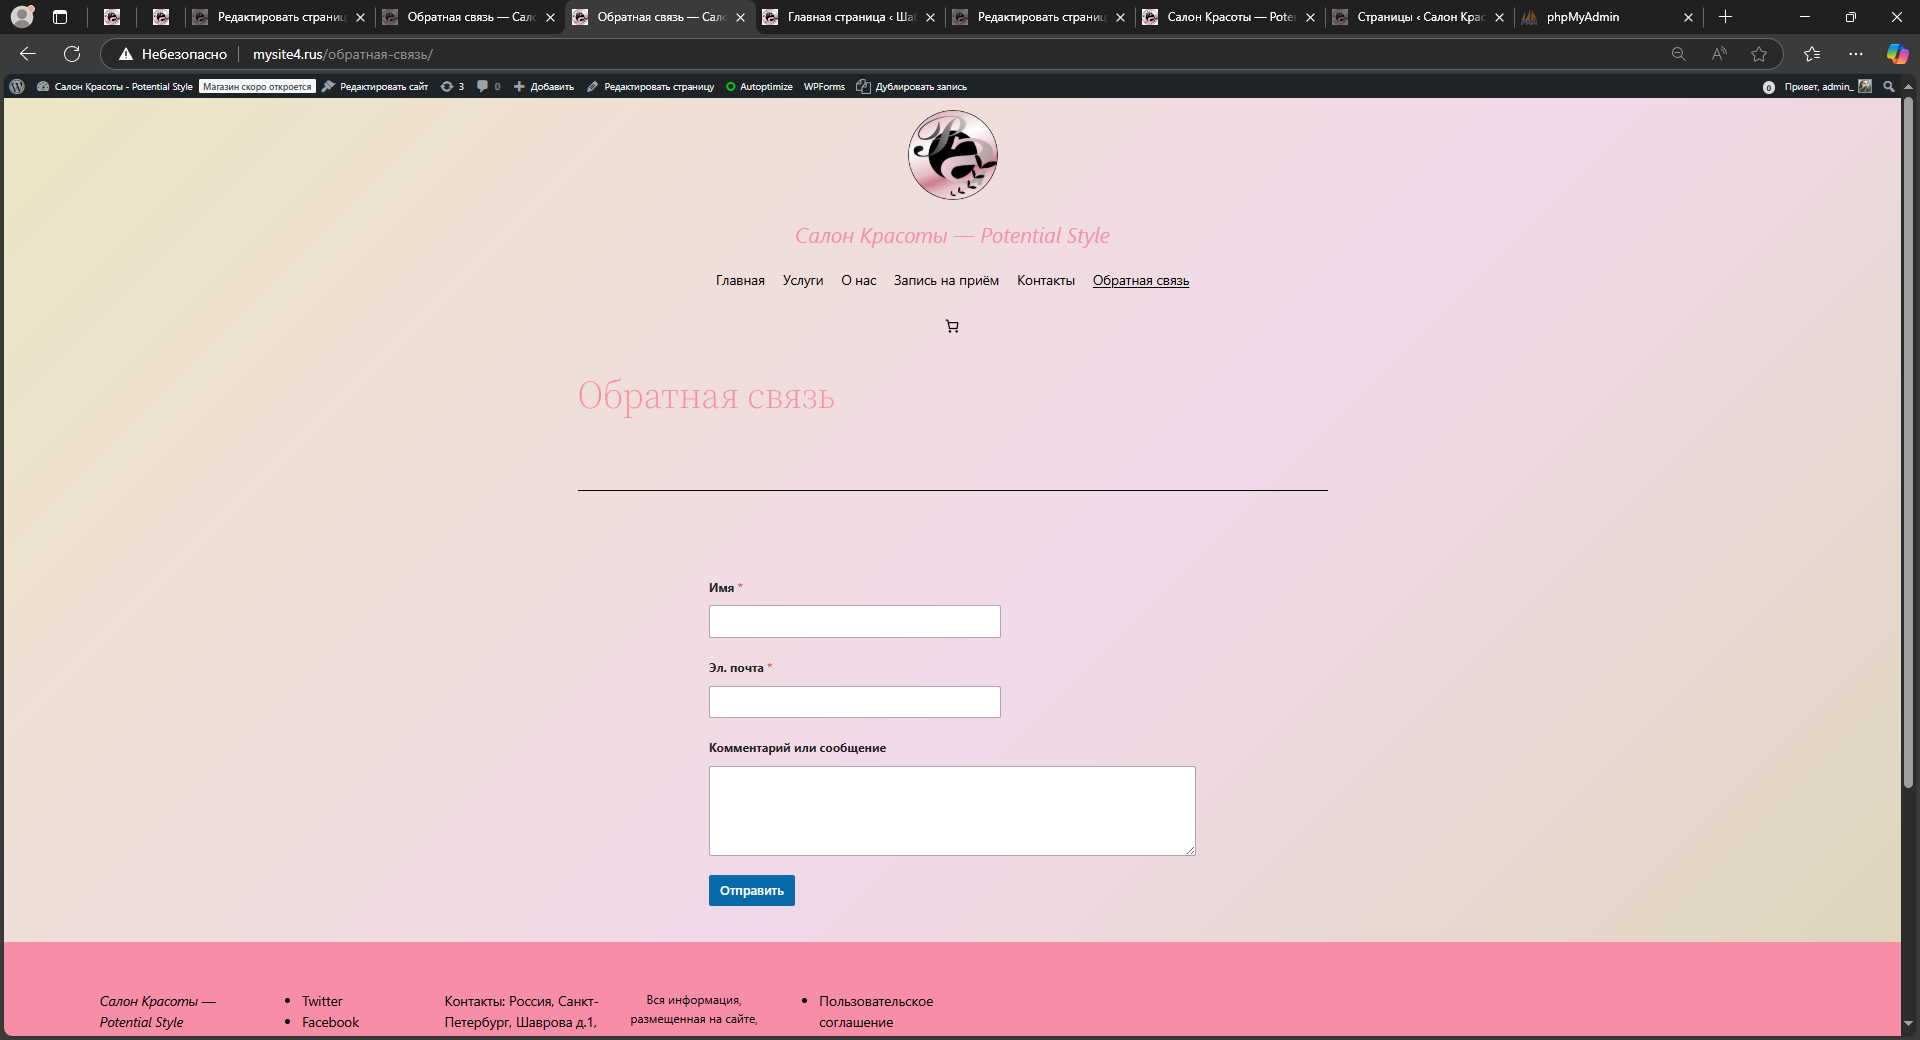 Редактировать страниц
Обратная связь — Сал
Обратная связь — Сал
Главная страница ‹ Ша
Редактировать страниц
Салон Красоты — Poter
Страницы ‹ Салон Крас
phpMyAdmin
Небезопасно
mysite4.rus/обратная-связь/
Салон Красоты - Potential Style
Магазин скоро откроется
Редактировать сайт
3
0
Добавить
Редактировать страницу
Autoptimize
WPForms
Дублировать запись
0
Привет, admin_
Салон Красоты — Potential Style
Главная Услуги О нас Запись на приём Контакты Обратная связь
Обратная связь
Имя *
Эл. почта *
Комментарий или сообщение
Отправить
Салон Красоты —
Potential Style
Twitter
Facebook
Контакты: Россия, Санкт-
Петербург, Шаврова д.1,
Вся информация,
размещенная на сайте,
Пользовательское
соглашение